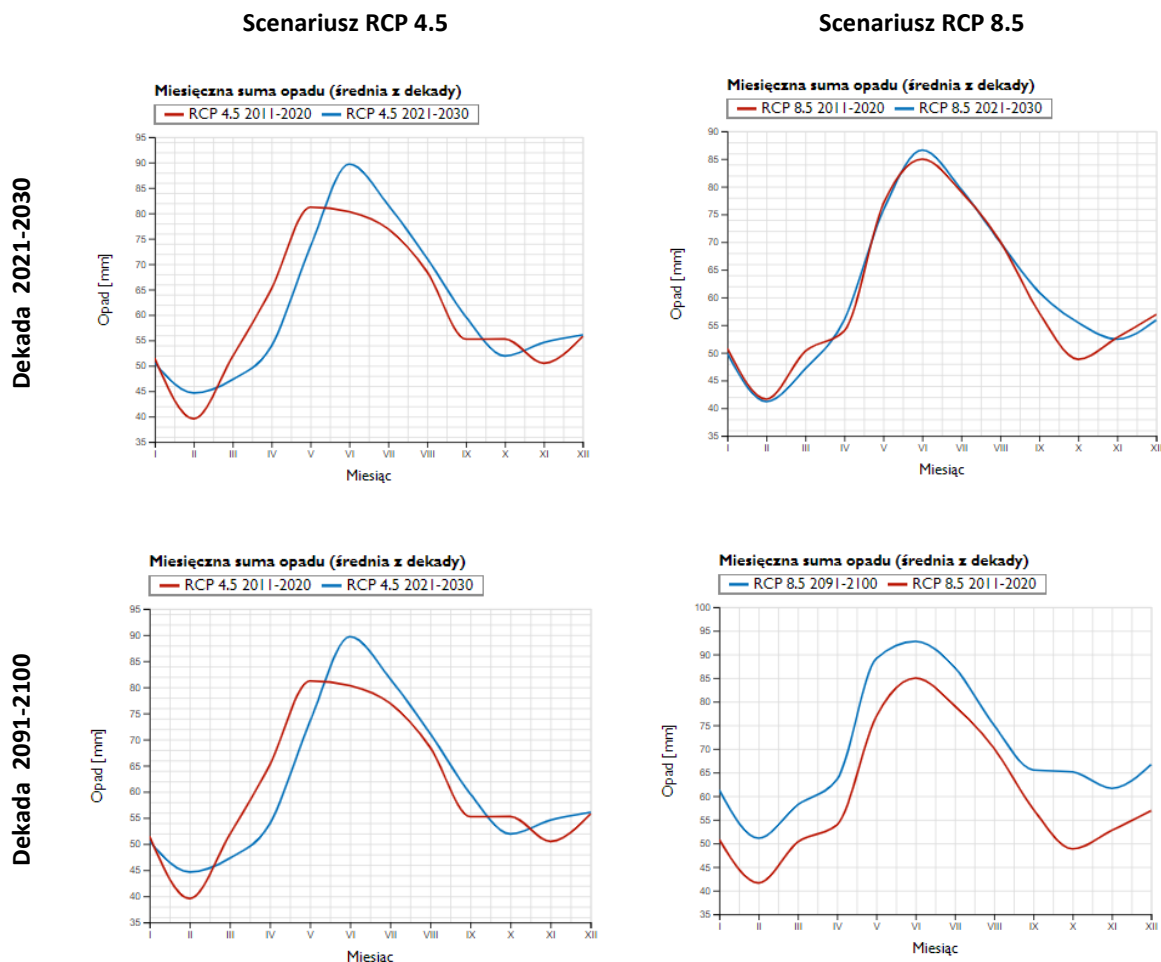 Scenariusz RCP 4.5
Scenariusz RCP 8.5
Dekada 2021-2030
Miesięczna suma opadu (średnia z dekady)
RCP 4.5 2011-2020 RCP 4.5 2021-2030
95
90
85
80
75
70
65
60
55
50
45
40
35
Opad [mm]
I II III IV V VI VII VIII IX X XI XII
Miesiąc
Miesięczna suma opadu (średnia z dekady)
RCP 8.5 2011-2020 RCP 8.5 2021-2030
90
85
80
75
70
65
60
55
50
45
40
35
Opad [mm]
I II III IV V VI VII VIII IX X XI XII
Miesiąc
Dekada 2091-2100
Miesięczna suma opadu (średnia z dekady)
RCP 4.5 2011-2020 RCP 4.5 2021-2030
95
90
85
80
75
70
65
60
55
50
45
40
35
Opad [mm]
I II III IV V VI VII VIII IX X XI XII
Miesiąc
Miesięczna suma opadu (średnia z dekady)
RCP 8.5 2091-2100 RCP 8.5 2011-2020
100
95
90
85
80
75
70
65
60
55
50
45
40
35
Opad [mm]
I II III IV V VI VII VIII IX X XI XII
Miesiąc